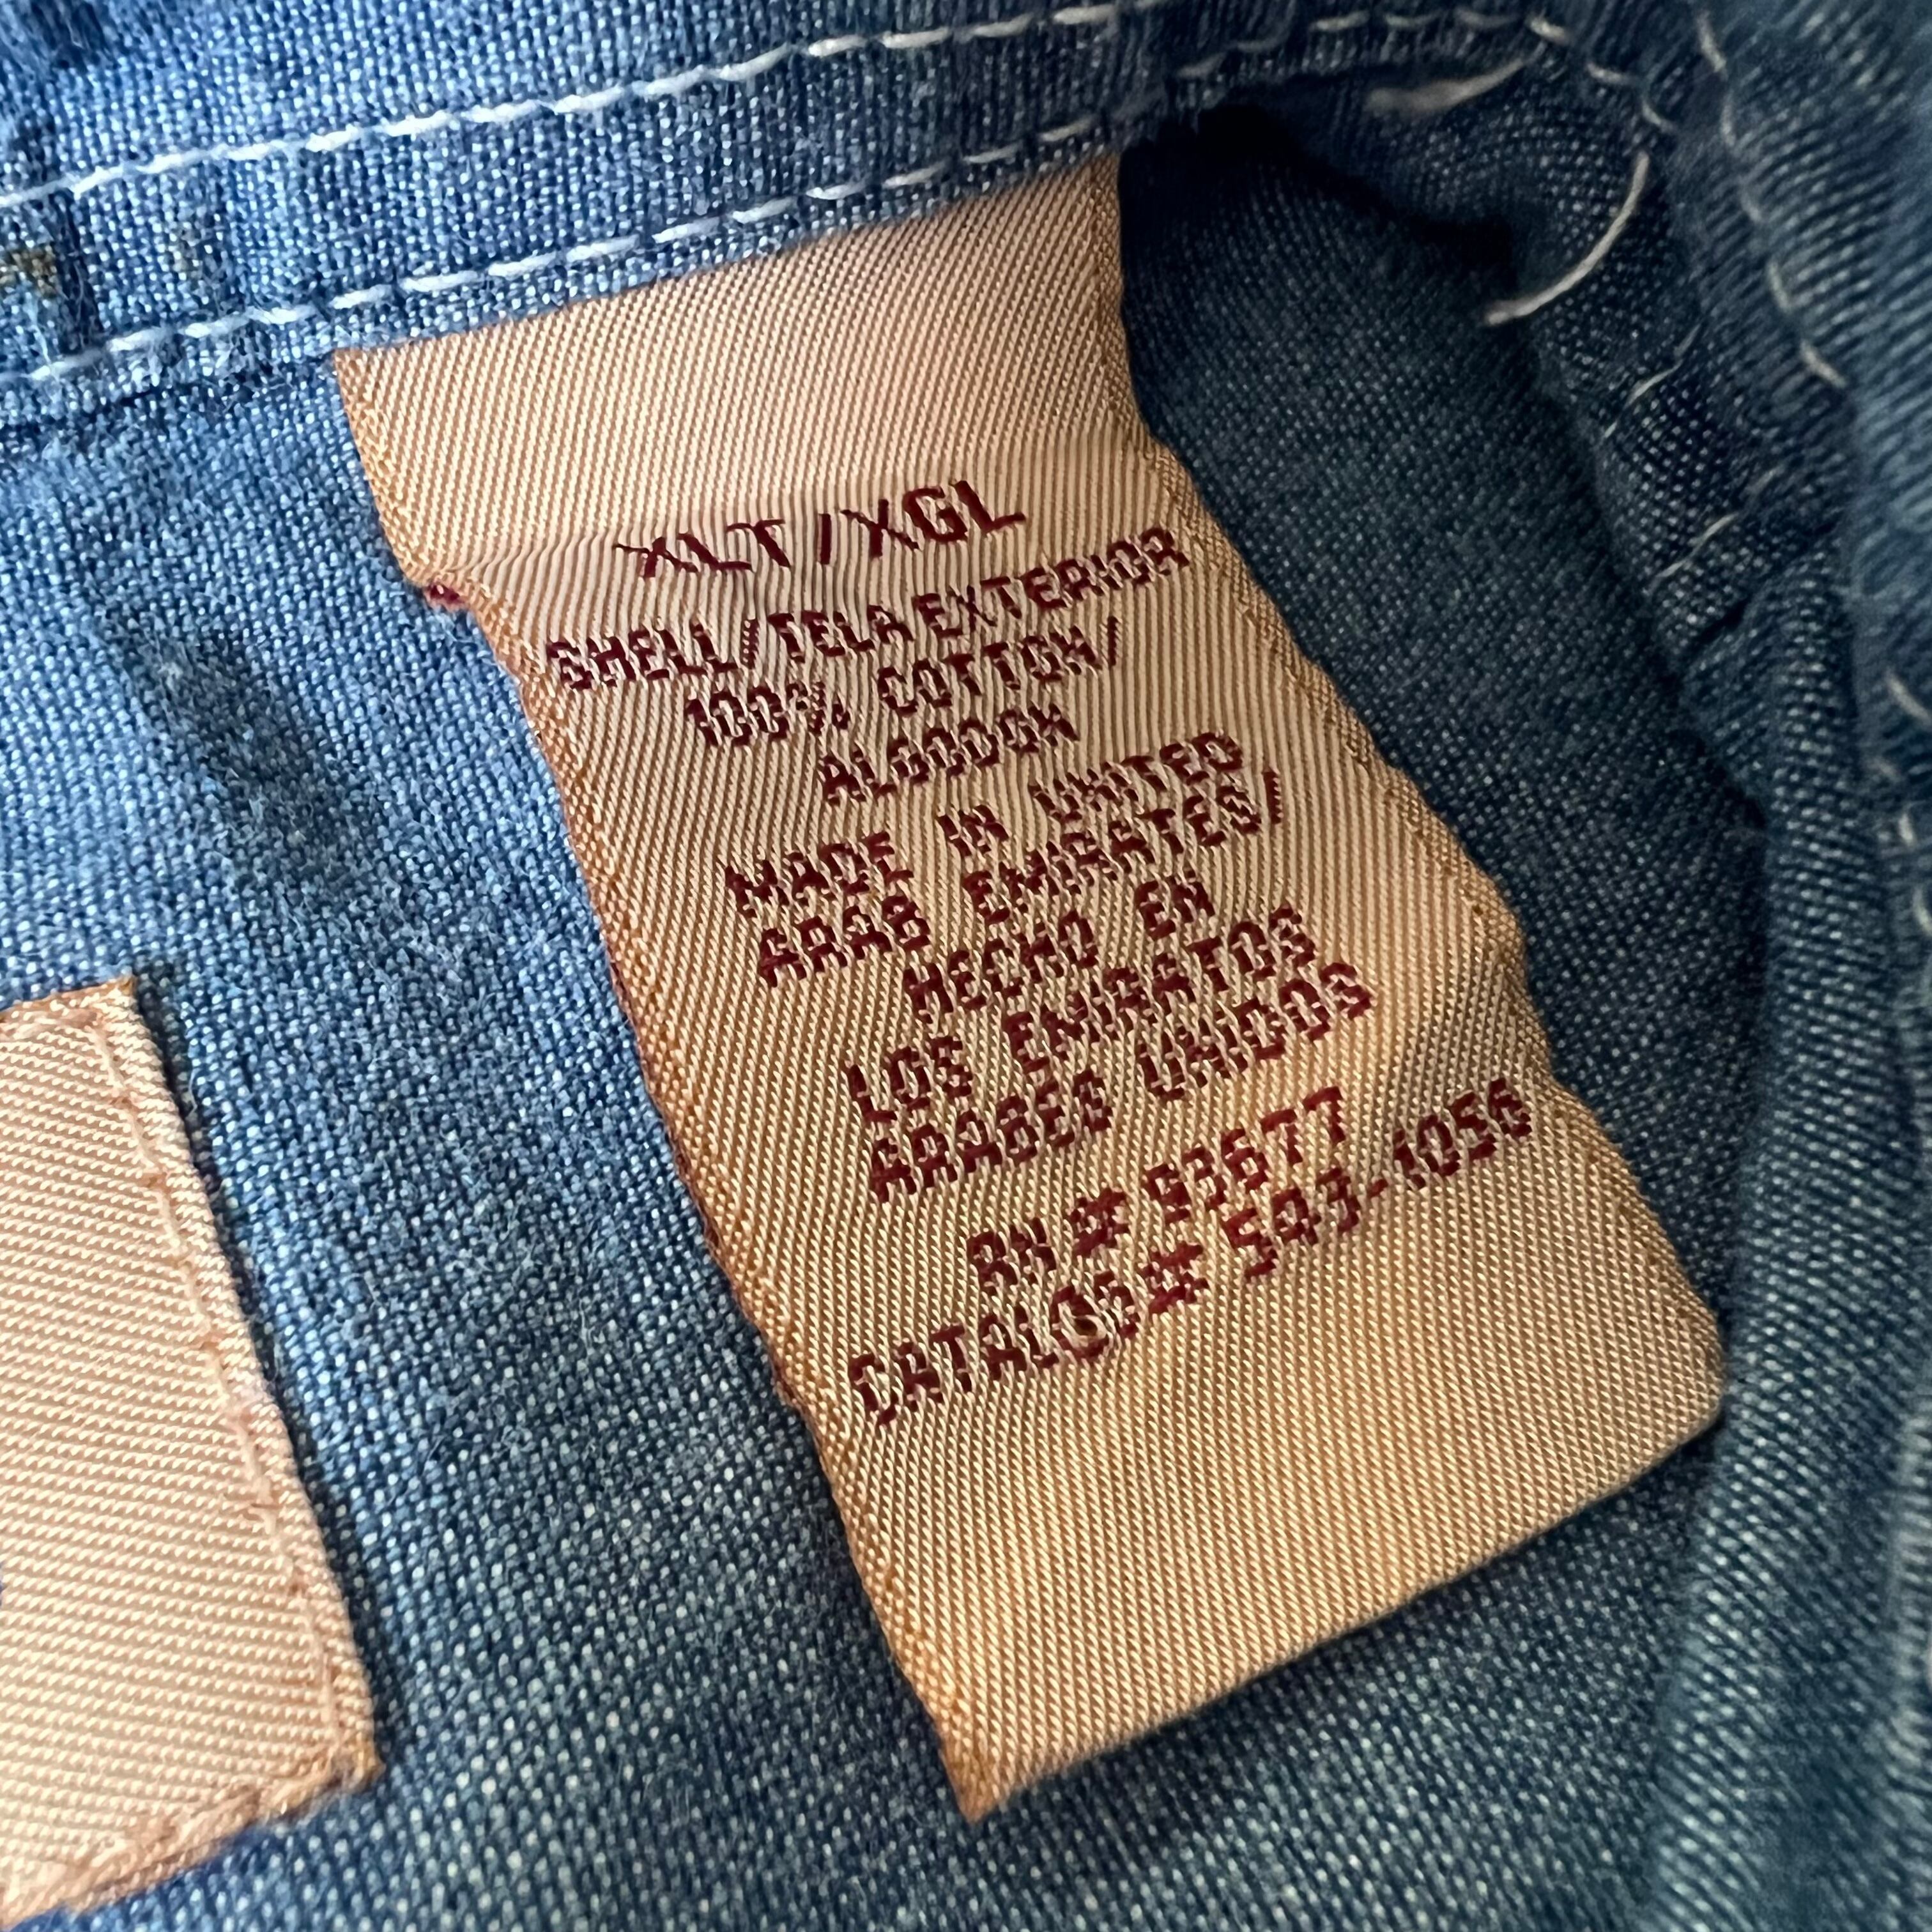 XLT/XGL
SHELL/TELA EXTERIOR
100% COTTON/
ALGODON
MADE IN UNITED
ARAB EMIRATES/
HECHO EN
LOS EMIRATOS
ARABES UNIDOS
RN # 93677
CATALOG# 543-1056